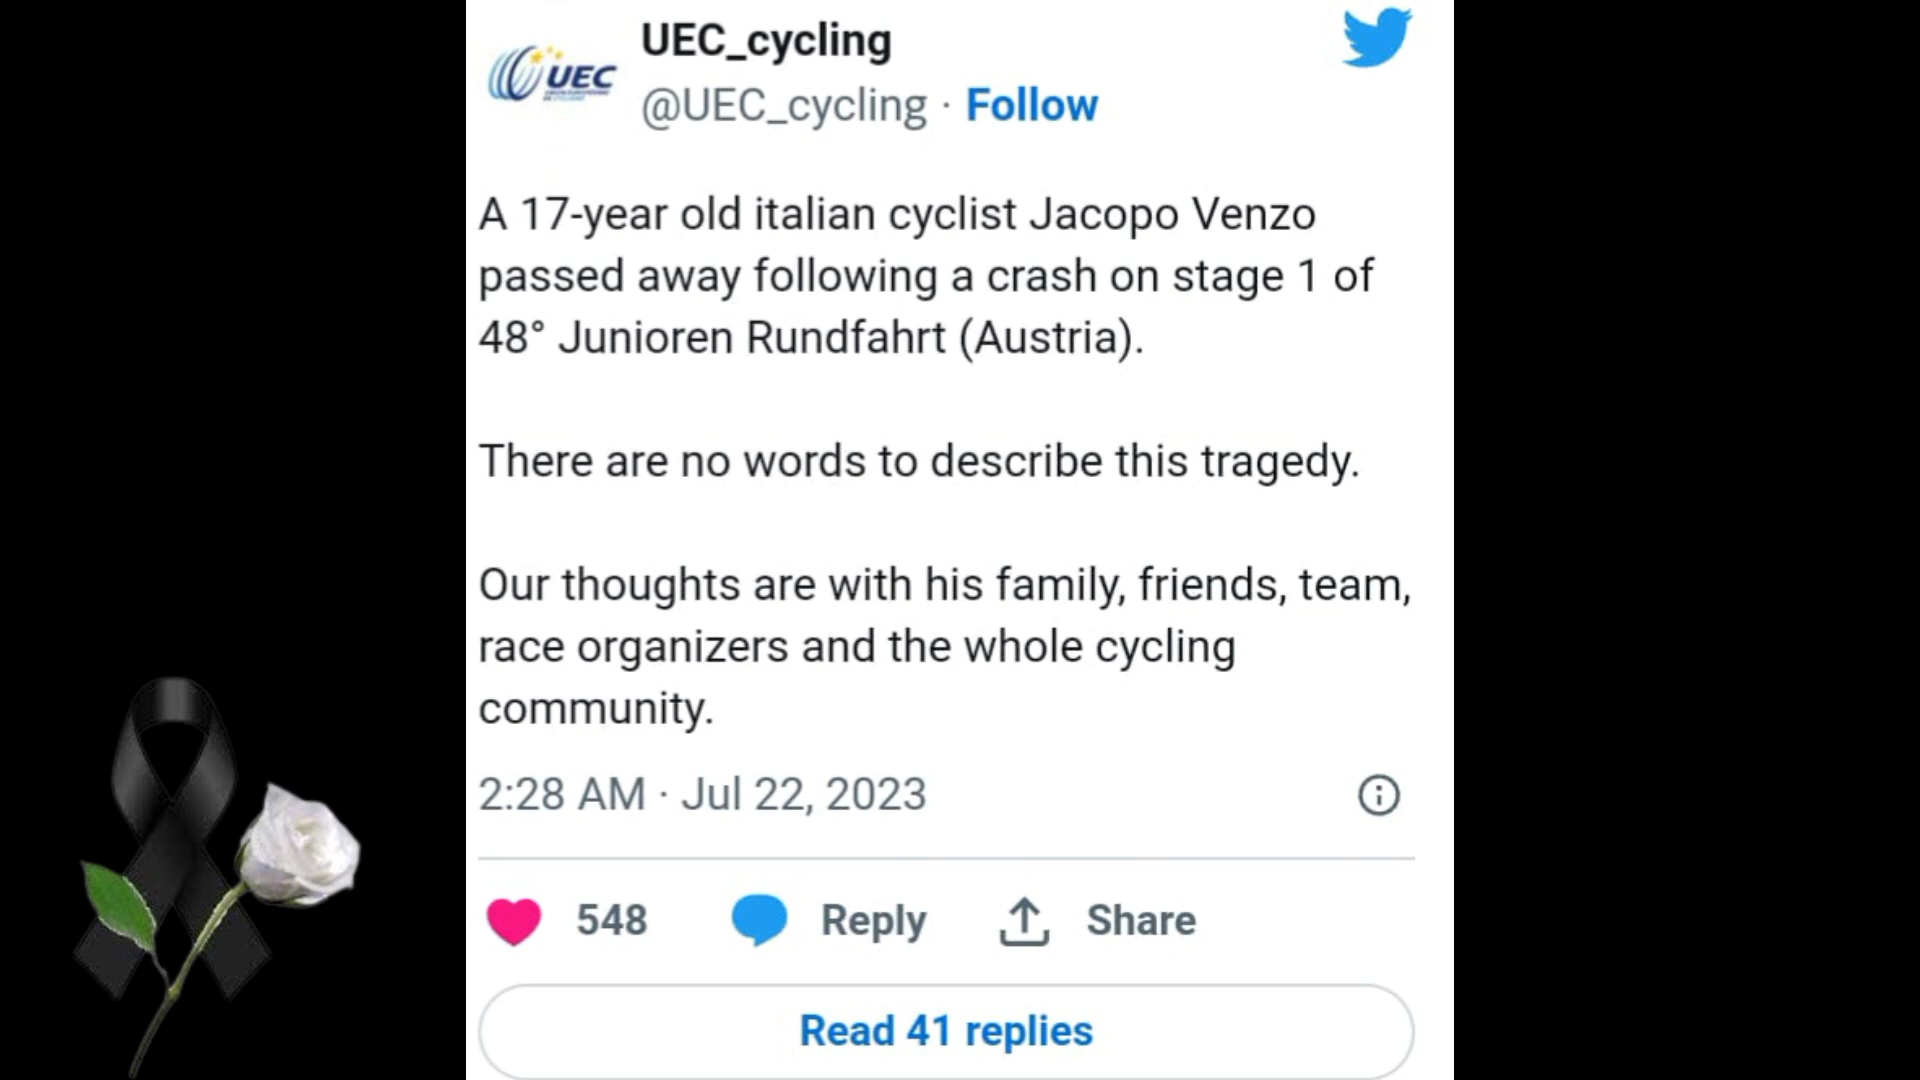 UEC_cycling
UEC
@UEC_cycling · Follow
A 17-year old italian cyclist Jacopo Venzo
passed away following a crash on stage 1 of
48° Junioren Rundfahrt (Austria).
There are no words to describe this tragedy.
Our thoughts are with his family, friends, team,
race organizers and the whole cycling
community.
2:28 AM · Jul 22, 2023
548 Reply Share
Read 41 replies